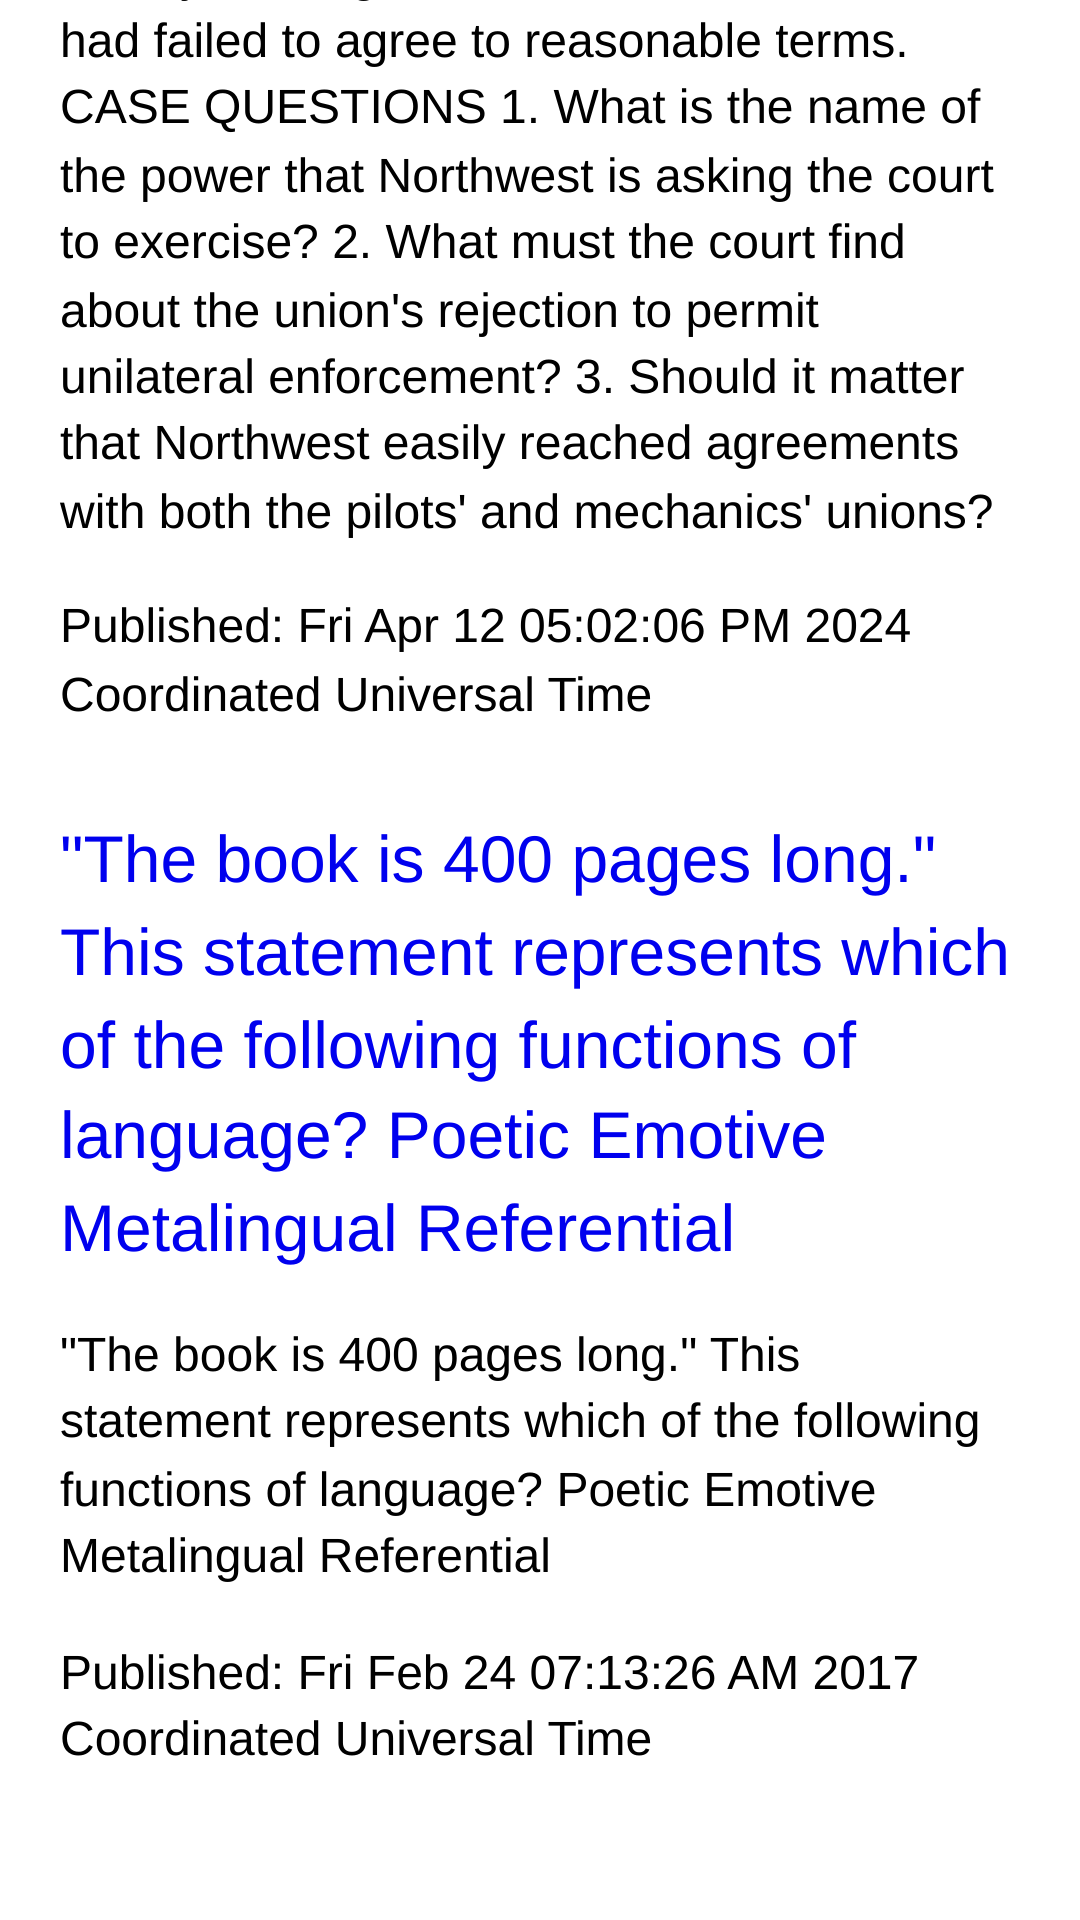 had failed to agree to reasonable terms.
CASE QUESTIONS 1. What is the name of
the power that Northwest is asking the court
to exercise? 2. What must the court find
about the union's rejection to permit
unilateral enforcement? 3. Should it matter
that Northwest easily reached agreements
with both the pilots' and mechanics' unions?
Published: Fri Apr 12 05:02:06 PM 2024
Coordinated Universal Time
"The book is 400 pages long."
This statement represents which
of the following functions of
language? Poetic Emotive
Metalingual Referential
"The book is 400 pages long." This
statement represents which of the following
functions of language? Poetic Emotive
Metalingual Referential
Published: Fri Feb 24 07:13:26 AM 2017
Coordinated Universal Time